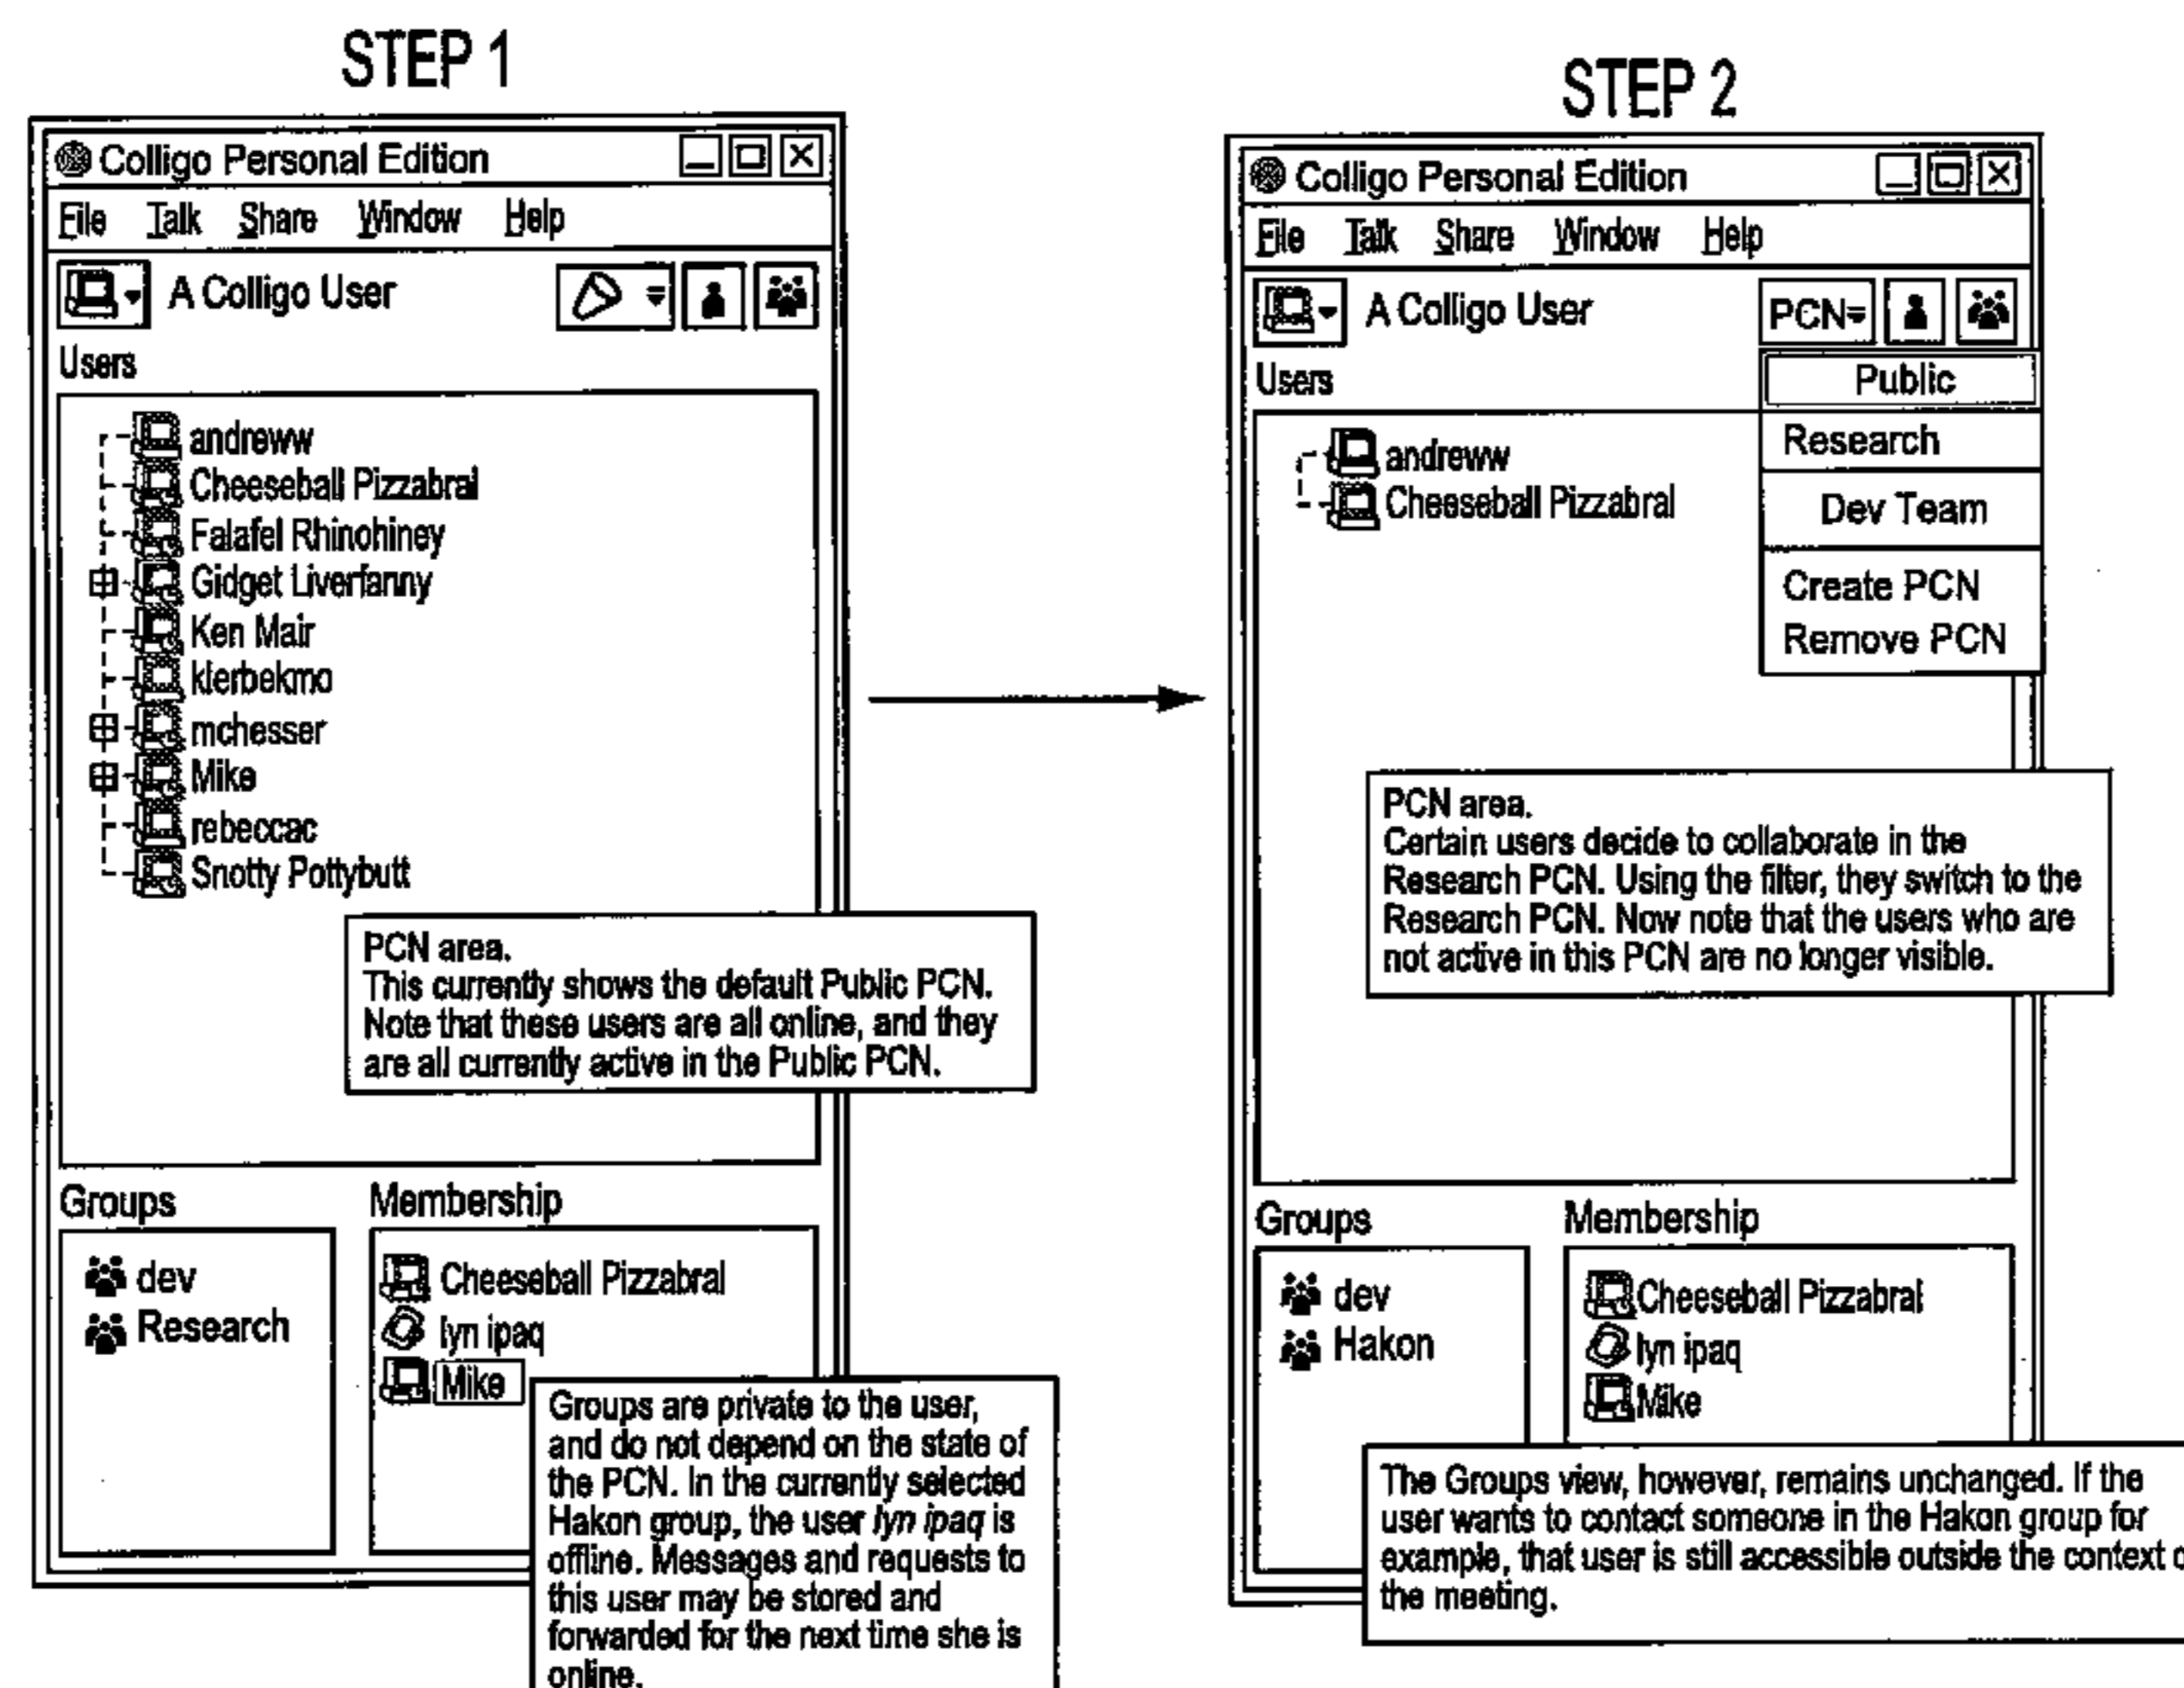 STEP 1
Colligo Personal Edition
File Talk Share Window Help
A Colligo User
Users
andreww
Cheeseball Pizzabral
Falafel Rhinohiney
Gidget Liverfanny
Ken Mair
klerbekmo
mchesser
Mike
rebeccac
Snotty Pottybutt
PCN area.
This currently shows the default Public PCN.
Note that these users are all online, and they
are all currently active in the Public PCN.
Groups
dev
Research
Membership
Cheeseball Pizzabral
lyn ipaq
Mike
Groups are private to the user,
and do not depend on the state of
the PCN. In the currently selected
Hakon group, the user lyn ipaq is
offline. Messages and requests to
this user may be stored and
forwarded for the next time she is
online.
STEP 2
Colligo Personal Edition
File Talk Share Window Help
A Colligo User
PCN
Public
Research
Dev Team
Create PCN
Remove PCN
Users
andreww
Cheeseball Pizzabral
PCN area.
Certain users decide to collaborate in the
Research PCN. Using the filter, they switch to the
Research PCN. Now note that the users who are
not active in this PCN are no longer visible.
Groups
dev
Hakon
Membership
Cheeseball Pizzabral
lyn ipaq
Mike
The Groups view, however, remains unchanged. If the
user wants to contact someone in the Hakon group for
example, that user is still accessible outside the context
the meeting.